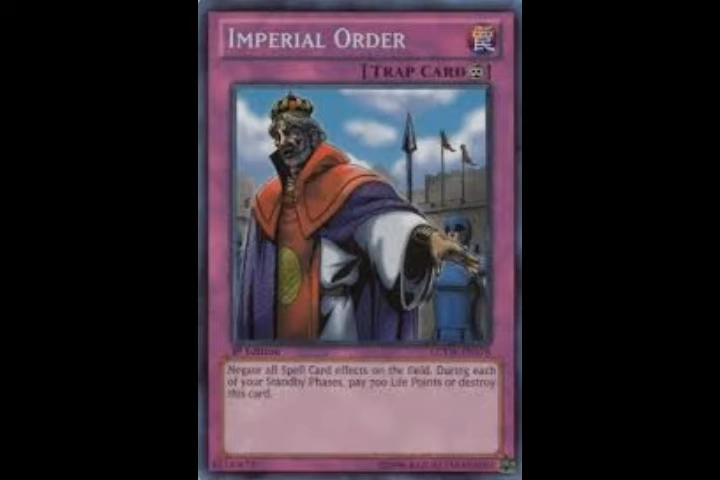 IMPERIAL ORDER
[TRAP CARD
1st Edition
Negate all Spell Card effects on the field. During each
of your Standby Phases, pay 700 Life Points or destroy
this card.